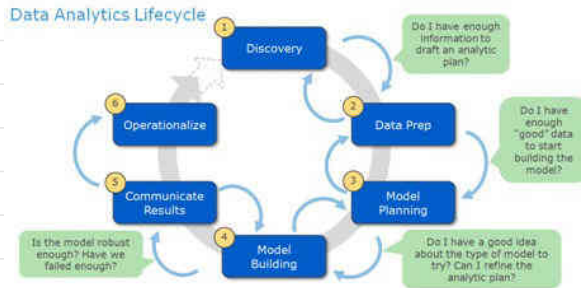 Data Analytics Lifecycle
1
Discovery
Do I have enough
information to
draft an analytic
plan?
2
Data Prep
Do I have
enough
"good" data
to start
building the
model?
3
Model
Planning
Do I have a good idea
about the type of model to
try? Can I refine the
analytic plan?
4
Model
Building
Is the model robust
enough? Have we
failed enough?
5
Communicate
Results
6
Operationalize